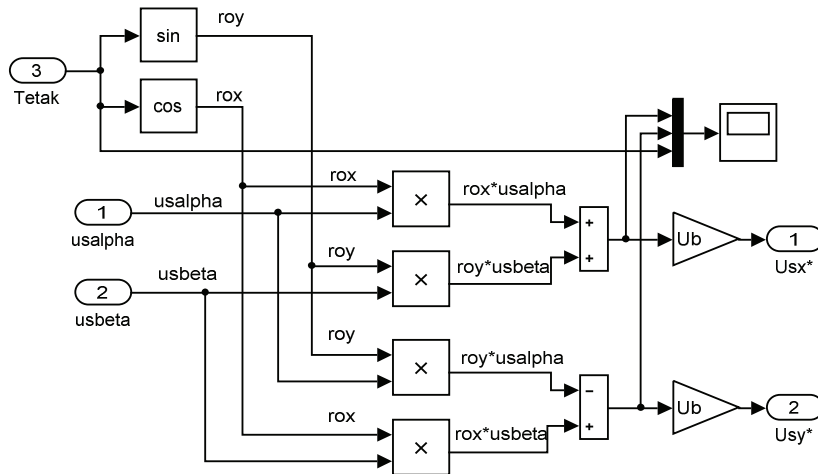 roy
sin
3
Tetak
rox
cos
rox
rox*usalpha
usalpha
1
usalpha
×
+
+
Ub
1
Usx*
roy
roy*usbeta
usbeta
2
usbeta
×
roy
roy*usalpha
×
−
+
Ub
2
Usy*
rox
rox*usbeta
×